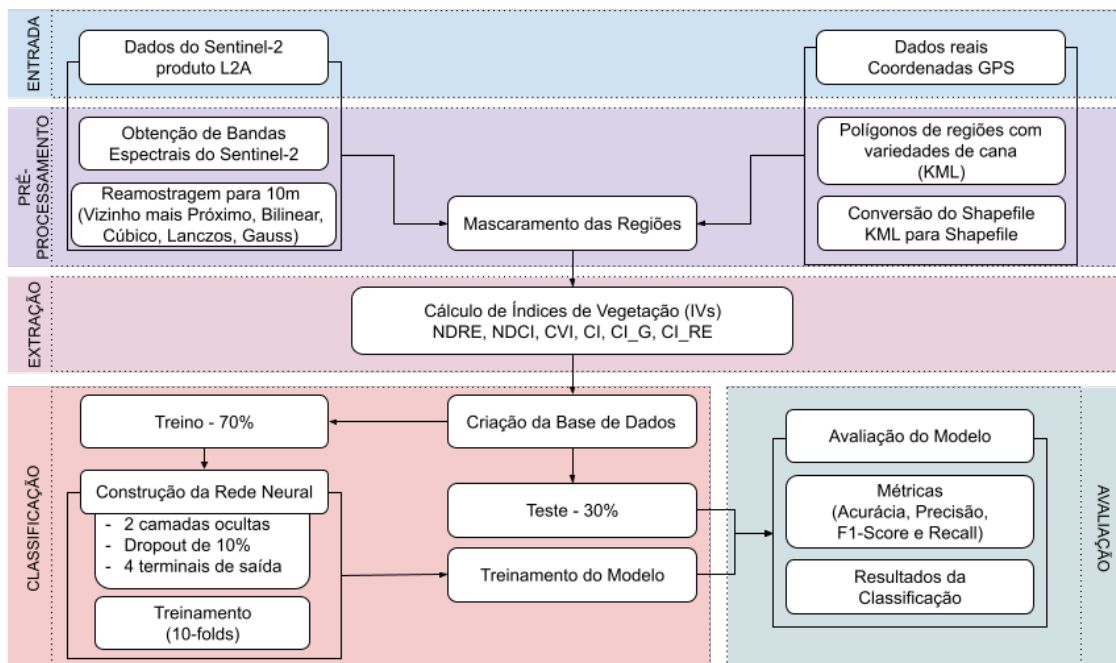 ENTRADA
Dados do Sentinel-2
produto L2A
Dados reais
Coordenadas GPS
PRÉ-
PROCESSAMENTO
Obtenção de Bandas
Espectrais do Sentinel-2
Reamostragem para 10m
(Vizinho mais Próximo, Bilinear,
Cúbico, Lanczos, Gauss)
Mascaramento das Regiões
Polígonos de regiões com
variedades de cana
(KML)
Conversão do Shapefile
KML para Shapefile
EXTRAÇÃO
Cálculo de Índices de Vegetação (IVs)
NDRE, NDCI, CVI, CI, CI_G, CI_RE
CLASSIFICAÇÃO
Treino - 70%
Criação da Base de Dados
Construção da Rede Neural
- 2 camadas ocultas
- Dropout de 10%
- 4 terminais de saída
Treinamento
(10-folds)
Teste - 30%
Treinamento do Modelo
AVALIAÇÃO
Avaliação do Modelo
Métricas
(Acurácia, Precisão,
F1-Score e Recall)
Resultados da
Classificação